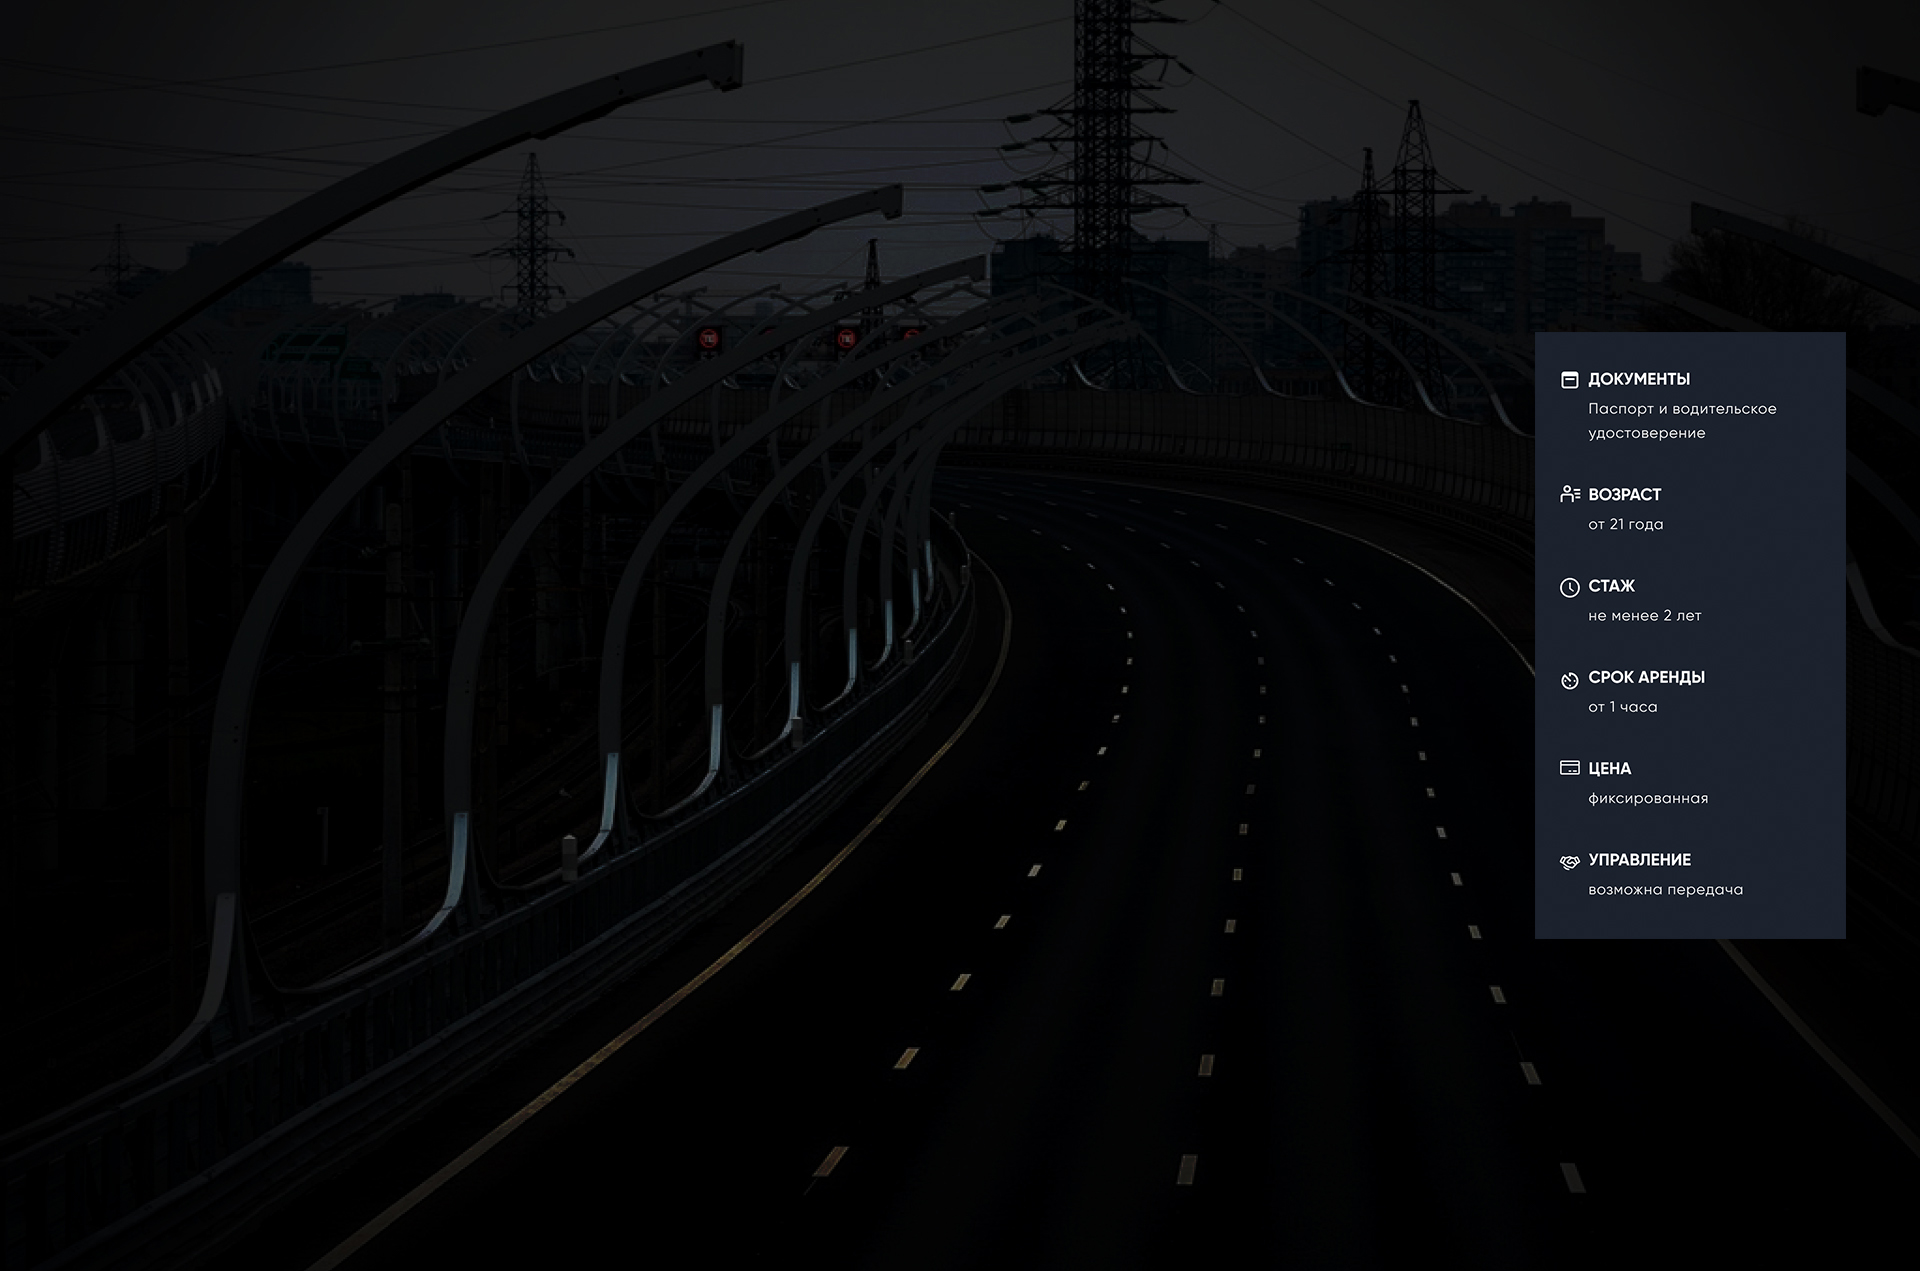 ДОКУМЕНТЫ
Паспорт и водительское
удостоверение
ВОЗРАСТ
от 21 года
СТАЖ
не менее 2 лет
СРОК АРЕНДЫ
от 1 часа
ЦЕНА
фиксированная
УПРАВЛЕНИЕ
возможна передача